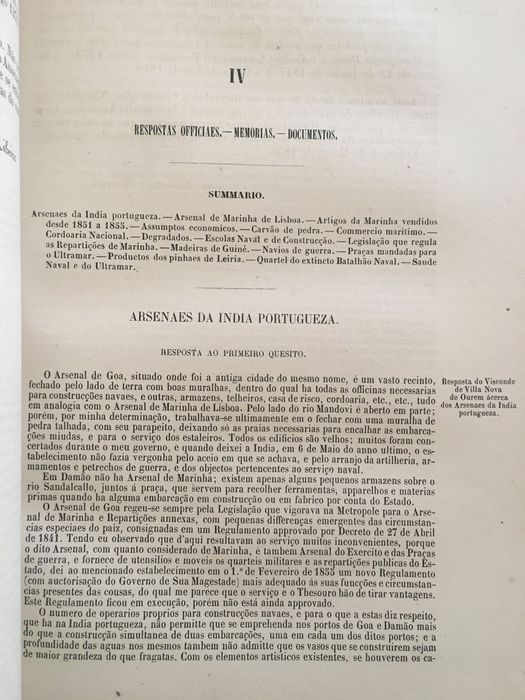 IV
RESPOSTAS OFFICIAES.—MEMORIAS.—DOCUMENTOS.
SUMMARIO.
Arsenaes da India portugueza.—Arsenal de Marinha de Lisboa.—Artigos da Marinha vendidos
desde 1851 a 1855.—Assumptos economicos.—Carvão de pedra.—Commercio maritimo.—
Cordoaria Nacional.—Degradados.—Escolas Naval e de Construcção.—Legislação que regula
as Repartições de Marinha.—Madeiras de Guiné.—Navios de guerra.—Praças mandadas para
o Ultramar.—Productos dos pinhaes de Leiria.—Quartel do extincto Batalhão Naval.—Saude
Naval e do Ultramar.
ARSENAES DA INDIA PORTUGUEZA.
RESPOSTA AO PRIMEIRO QUESITO.
O Arsenal de Goa, situado onde foi a antiga cidade do mesmo nome, é um vasto recinto,
fechado pelo lado de terra com boas muralhas, dentro do qual ha todas as officinas necessarias
para construcções navaes, e outras, armazens, telheiros, casa de risco, cordoaria, etc., etc., tudo
em analogia com o Arsenal de Marinha de Lisboa. Pelo lado do rio Mandovi é aberto em parte;
porém, por minha determinação, trabalhava-se ultimamente em o fechar com uma muralha de
pedra talhada, com seu parapeito, deixando só as praias necessarias para encalhar as embarca-
ções miudas, e para o serviço dos estaleiros. Todos os edificios são velhos; muitos foram con-
certados durante o meu governo, e quando deixei a India, em 6 de Maio do anno ultimo, o es-
tabelecimento não fazia vergonha pelo aceio em que se achava, e pelo arranjo da artilheria, ar-
mamentos e petrechos de guerra, e dos objectos pertencentes ao serviço naval.
Em Damão não ha Arsenal de Marinha; existem apenas alguns pequenos armazens sobre o
rio Sandalcallo, juntos á praça, que servem para recolher ferramentas, apparelhos e materias
primas quando ha alguma embarcação em construcção ou em fabrico por conta do Estado.
O Arsenal de Goa regeu-se sempre pela Legislação que vigorava na Metropole para o Arse-
nal de Marinha e Repartições annexas, com pequenas differenças emergentes das circumstan-
cias especiaes do paiz, consignadas em um Regulamento approvado por Decreto de 27 de Abril
de 1841. Tendo eu observado que d'aqui resultavam ao serviço muitos inconvenientes, porque
o dito Arsenal, com quanto considerado de Marinha, é tambem Arsenal do Exercito e das Praças
de guerra, e fornece de utensilios e moveis os quarteis militares e as repartições publicas do Es-
tado, dei ao mencionado estabelecimento em o 1.º de Fevereiro de 1855 um novo Regulamento
(com auctorisação do Governo de Sua Magestade) mais adequado ás suas funcções e circumstan-
cias presentes das cousas, do qual me parece que o serviço e o Thesouro hão de tirar vantagens.
Este Regulamento ficou em execução, porém não está ainda approvado.
O numero de operarios proprios para construcções navaes, e para o que a estas diz respeito,
que ha na India portugueza, não permitte que se emprehenda nos portos de Goa e Damão mais
do que a construcção simultanea de duas embarcações, uma em cada um dos ditos portos; e a
profundidade das aguas nos mesmos tambem não admitte que os vasos que se construirem sejam
de maior grandeza do que fragatas. Com os elementos artisticos existentes, se houverem os ca-
Resposta do Visconde
de Villa Nova
de Ourem ácerca
dos Arsenaes da India
portugueza.